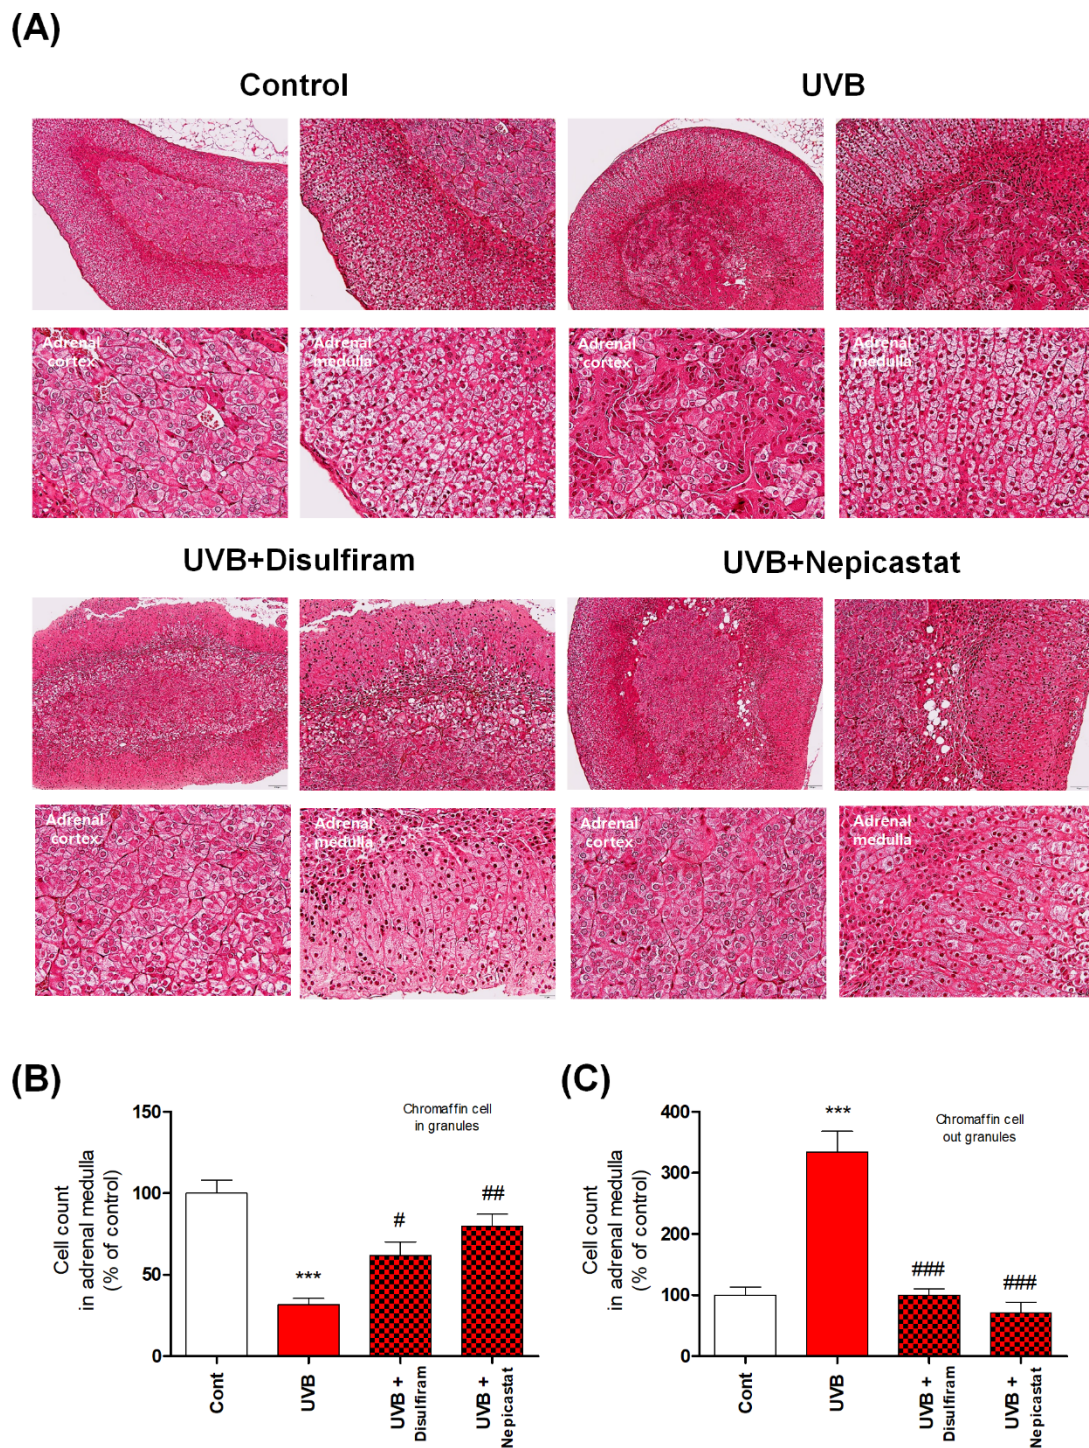 (A)
Control
UVB
Adrenal
cortex
Adrenal
medulla
Adrenal
cortex
Adrenal
medulla
UVB+Disulfiram
UVB+Nepicastat
Adrenal
cortex
Adrenal
medulla
Adrenal
cortex
Adrenal
medulla
(B)
Cell count
in adrenal medulla
(% of control)
150
100
50
0
Chromaffin cell
in granules
***
#
##
Cont
UVB
UVB +
Disulfiram
UVB +
Nepicastat
(C)
Cell count
in adrenal medulla
(% of control)
400
300
200
100
0
Chromaffin cell
out granules
***
###
###
Cont
UVB
UVB +
Disulfiram
UVB +
Nepicastat